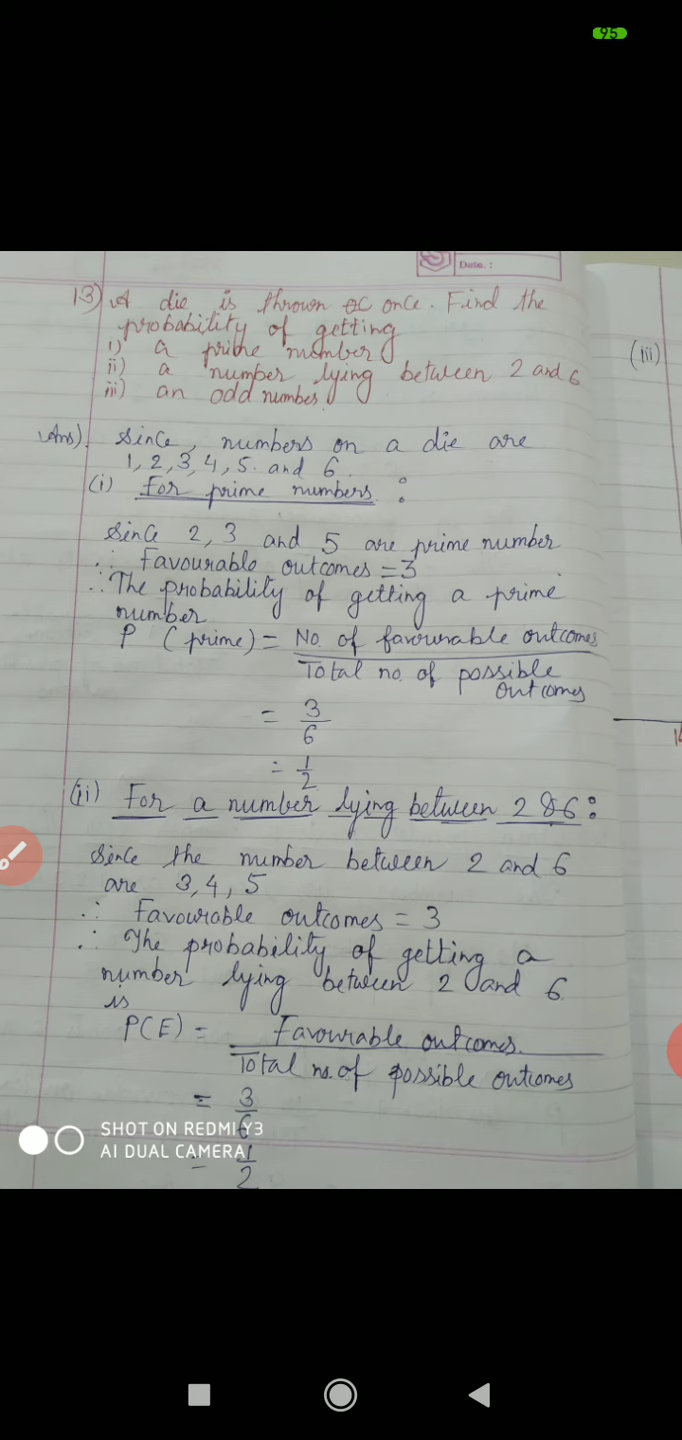 95
Date. :
13) A die is thrown once. Find the
probability of getting
i) a prime number
ii) a number lying between 2 and 6
iii) an odd number.
(iii)
Ans). Since, numbers on a die are
1, 2, 3, 4, 5 and 6.
(i) For prime numbers :
Since 2, 3 and 5 are prime number
∴ Favourable outcomes = 3
∴ The probability of getting a prime
number
P (prime) = No. of favourable outcomes
Total no. of possible
outcomes
= 3
6
= 1
2
(ii) For a number lying between 2 & 6 :
Since the number between 2 and 6
are 3, 4, 5
∴ Favourable outcomes = 3
∴ The probability of getting a
number lying between 2 and 6
is
P(E) = Favourable outcomes.
Total no. of possible outcomes
= 3
6
SHOT ON REDMI Y3
AI DUAL CAMERA
= 1
2